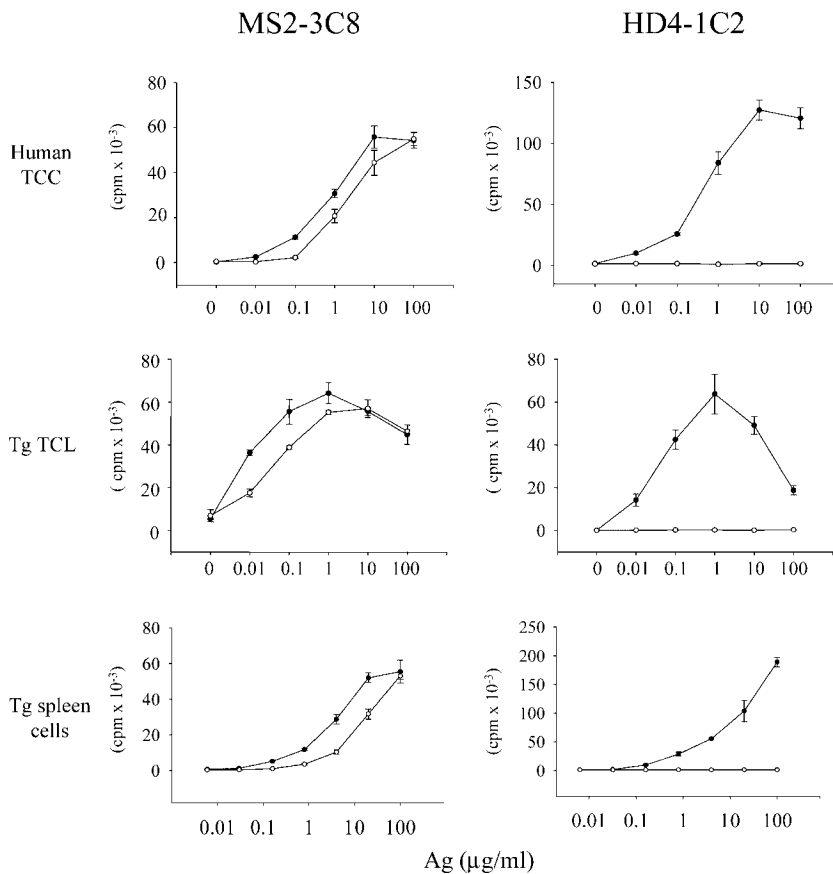 MS2-3C8
HD4-1C2
Human
TCC
(cpm x 10⁻³)
80
60
40
20
0
0 0.01 0.1 1 10 100
(cpm x 10⁻³)
150
100
50
0
0 0.01 0.1 1 10 100
Tg TCL
( cpm x 10⁻³)
80
60
40
20
0
0 0.01 0.1 1 10 100
( cpm x 10⁻³)
80
60
40
20
0
0 0.01 0.1 1 10 100
Tg spleen
cells
(cpm x 10⁻³)
80
60
40
20
0
0.01 0.1 1 10 100
(cpm x 10⁻³)
250
200
150
100
50
0
0.01 0.1 1 10 100
Ag (µg/ml)